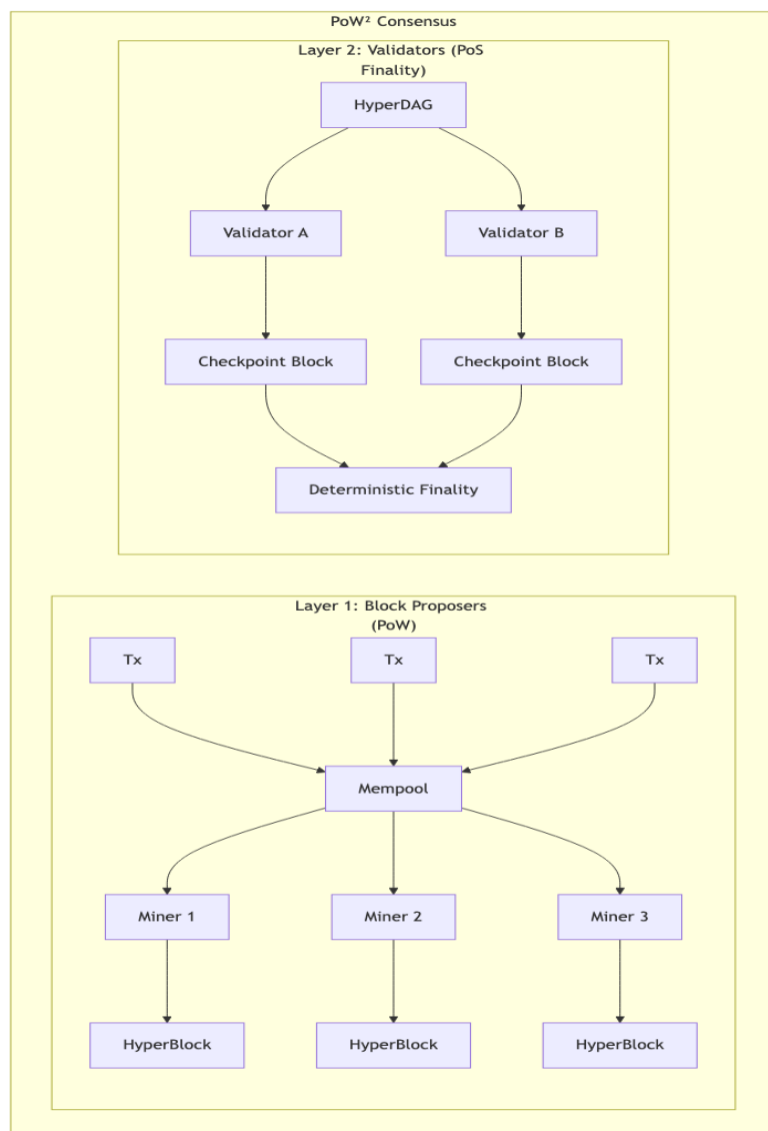 PoW² Consensus
Layer 2: Validators (PoS
Finality)
HyperDAG
Validator A
Validator B
Checkpoint Block
Checkpoint Block
Deterministic Finality
Layer 1: Block Proposers
(PoW)
Tx
Tx
Tx
Mempool
Miner 1
Miner 2
Miner 3
HyperBlock
HyperBlock
HyperBlock